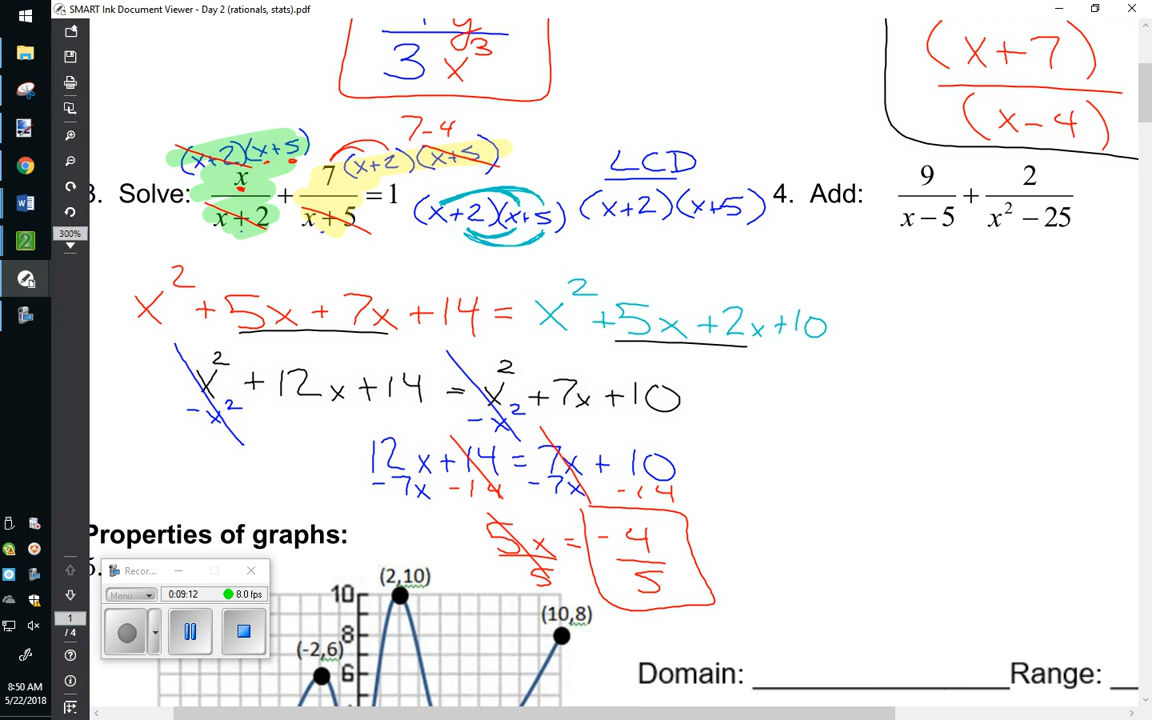 SMART Ink Document Viewer - Day 2 (rationals, stats).pdf
y
3 x³
(x+7)
(x-4)
7-4
(x+2)(x+5)
(x+2)(x+5)
LCD
3. Solve: x/(x + 2) + 7/(x + 5) = 1
(x+2)(x+5)
(x+2)(x+5)
4. Add: 9/(x − 5) + 2/(x² − 25)
x² + 5x + 7x + 14 = x² + 5x + 2x + 10
x² + 12x + 14 = x² + 7x + 10
-x² -x²
12x + 14 = 7x + 10
-7x -14 -7x -14
5x/5 = -4/5
Properties of graphs:
5.
Recor...
Menu
0:09:12
8.0 fps
(2,10)
(10,8)
(-2,6)
10
8
6
Domain:
Range:
300%
1
/ 4
8:50 AM
5/22/2018